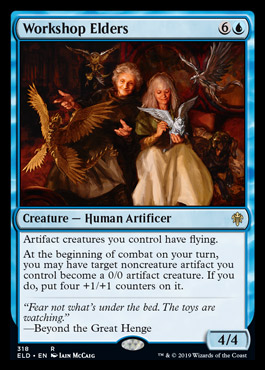 Workshop Elders 6
Creature — Human Artificer
Artifact creatures you control have flying.
At the beginning of combat on your turn,
you may have target noncreature artifact you
control become a 0/0 artifact creature. If you
do, put four +1/+1 counters on it.
"Fear not what's under the bed. The toys are
watching."
—Beyond the Great Henge
4/4
318 R
ELD • EN Iain McCaig ™ & © 2019 Wizards of the Coast